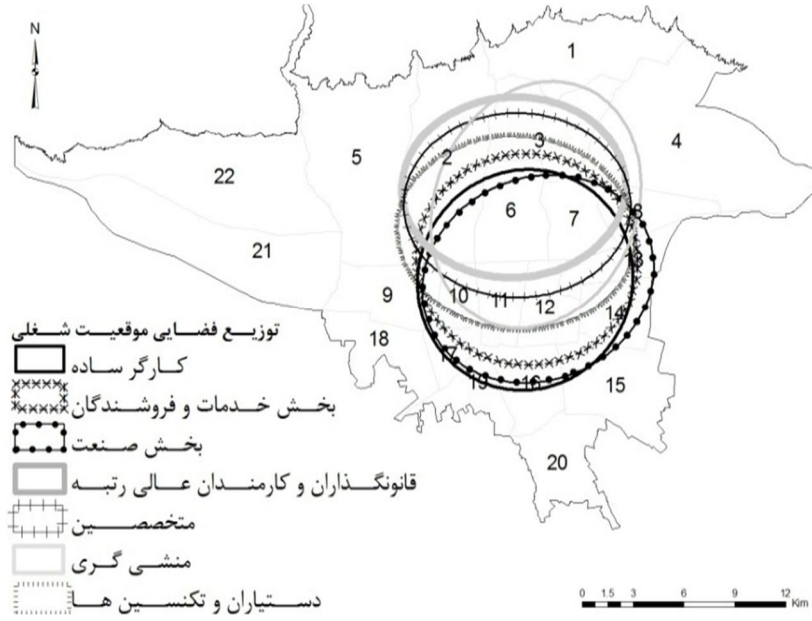 N
1
3
4
2
5
22
6
7
8
21
13
9
10
11
12
14
18
17
19
16
15
20
توزیع فضایی موقعیت شغلی
کارگر ساده
بخش خدمات و فروشندگان
بخش صنعت
قانونگذاران و کارمندان عالی رتبه
متخصصین
منشی گری
دستیاران و تکنسین ها
0 1.5 3 6 9 12 Km